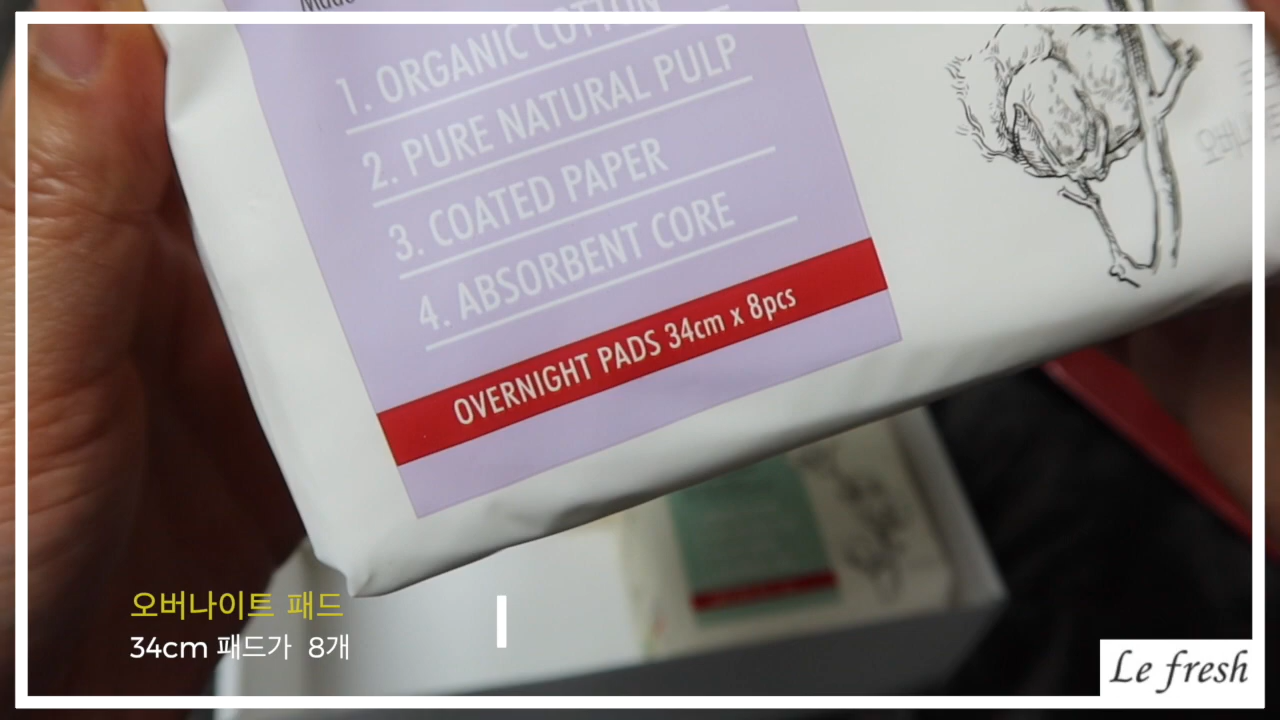 Made
1. ORGANIC COTTON
2. PURE NATURAL PULP
3. COATED PAPER
4. ABSORBENT CORE
OVERNIGHT PADS 34cm x 8pcs
오버나이트 패드
34cm 패드가 8개
Le fresh